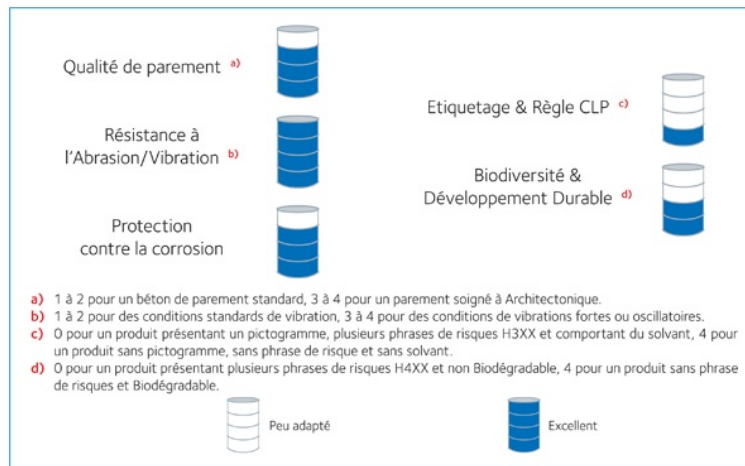 Qualité de parement a)
Résistance à
l'Abrasion/Vibration b)
Protection
contre la corrosion
Etiquetage & Règle CLP c)
Biodiversité &
Développement Durable d)
a) 1 à 2 pour un béton de parement standard, 3 à 4 pour un parement soigné à Architectonique.
b) 1 à 2 pour des conditions standards de vibration, 3 à 4 pour des conditions de vibrations fortes ou oscillatoires.
c) 0 pour un produit présentant un pictogramme, plusieurs phrases de risques H3XX et comportant du solvant, 4 pour
un produit sans pictogramme, sans phrase de risque et sans solvant.
d) 0 pour un produit présentant plusieurs phrases de risques H4XX et non Biodégradable, 4 pour un produit sans phrase
de risques et Biodégradable.
Peu adapté
Excellent